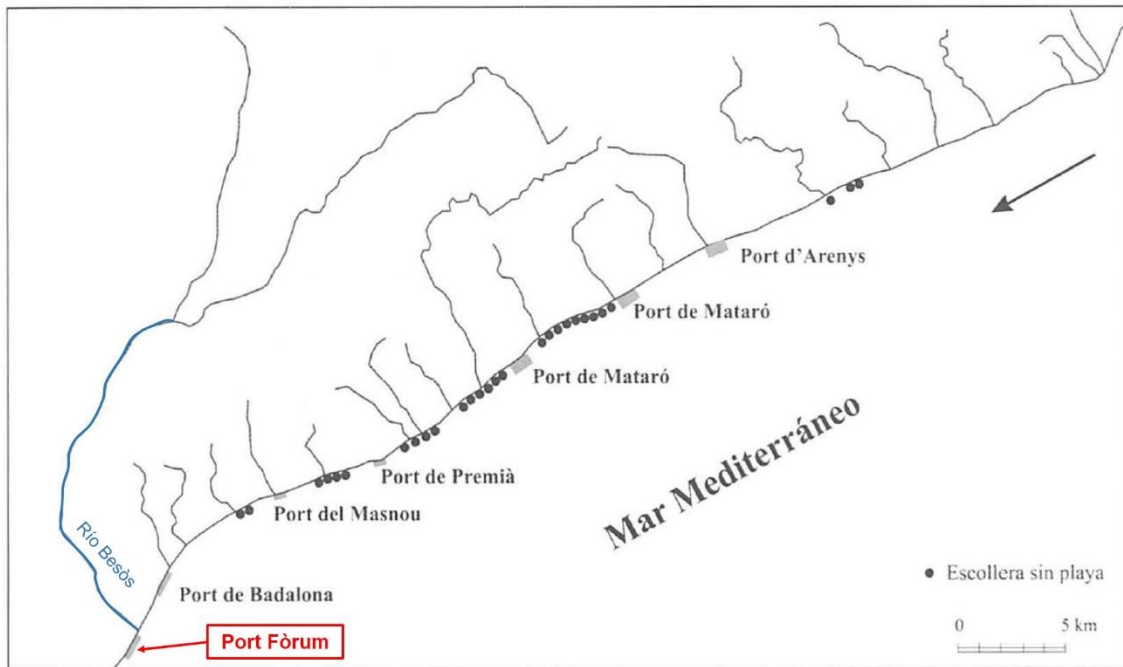 Port d'Arenys
Port de Mataró
Port de Mataró
Port de Premià
Port del Masnou
Mar Mediterráneo
Río Besòs
Port de Badalona
Port Fòrum
Escollera sin playa
0 5 km